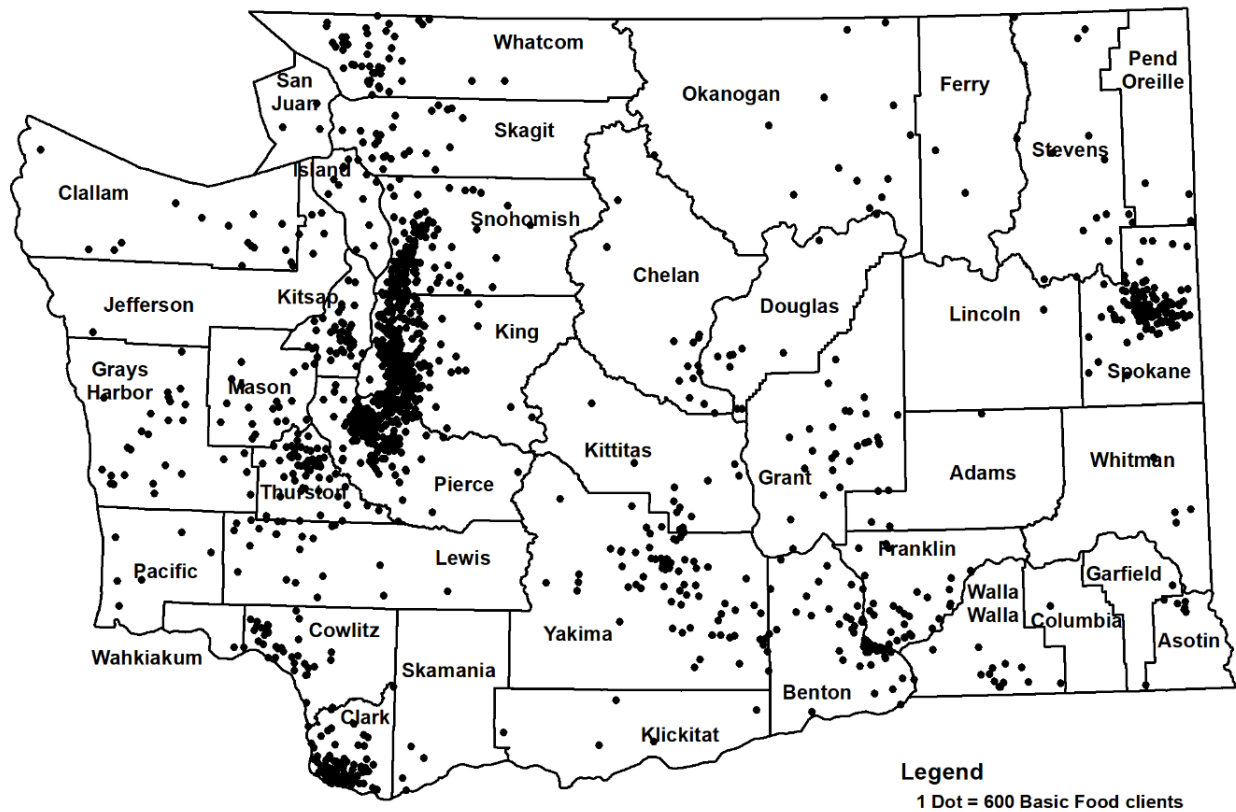 Whatcom
San
Juan
Skagit
Okanogan
Ferry
Pend
Oreille
Stevens
Island
Clallam
Snohomish
Chelan
Douglas
Jefferson
Kitsap
King
Lincoln
Grays
Harbor
Mason
Spokane
Kittitas
Grant
Adams
Whitman
Thurston
Pierce
Lewis
Franklin
Pacific
Garfield
Walla
Walla
Columbia
Cowlitz
Yakima
Asotin
Wahkiakum
Skamania
Benton
Clark
Klickitat
Legend
1 Dot = 600 Basic Food clients